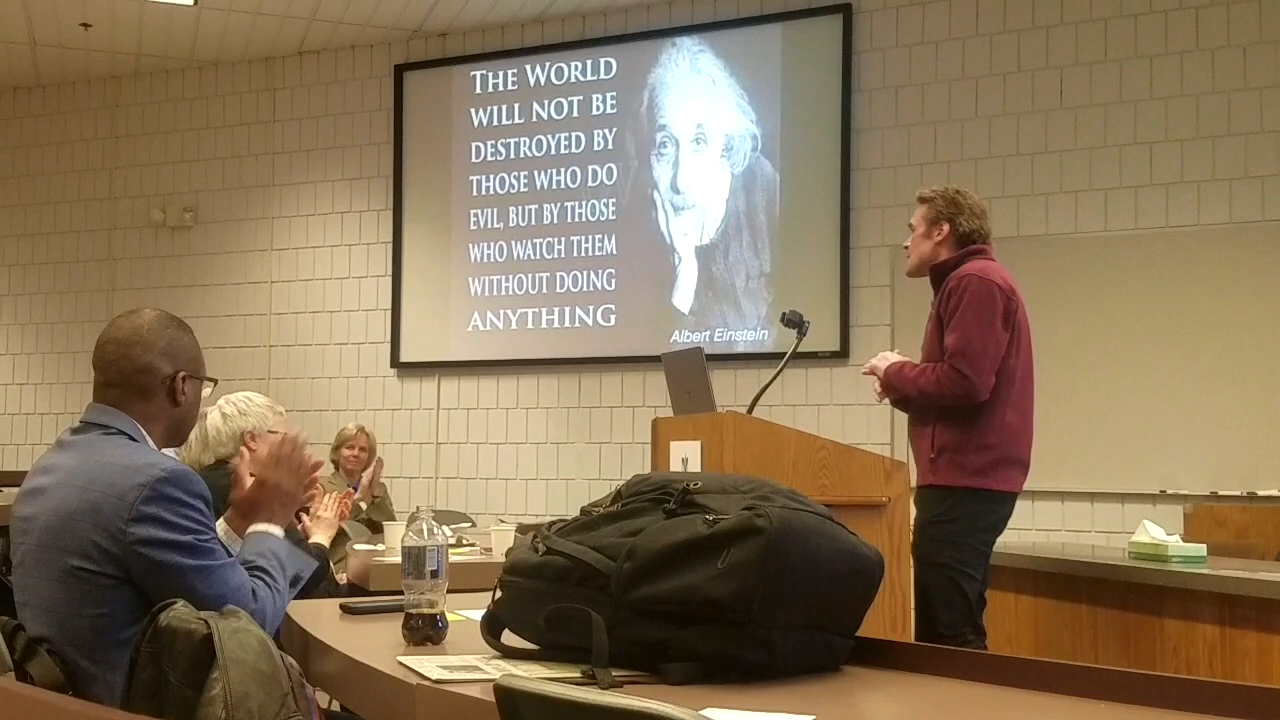 THE WORLD
WILL NOT BE
DESTROYED BY
THOSE WHO DO
EVIL, BUT BY THOSE
WHO WATCH THEM
WITHOUT DOING
ANYTHING
Albert Einstein